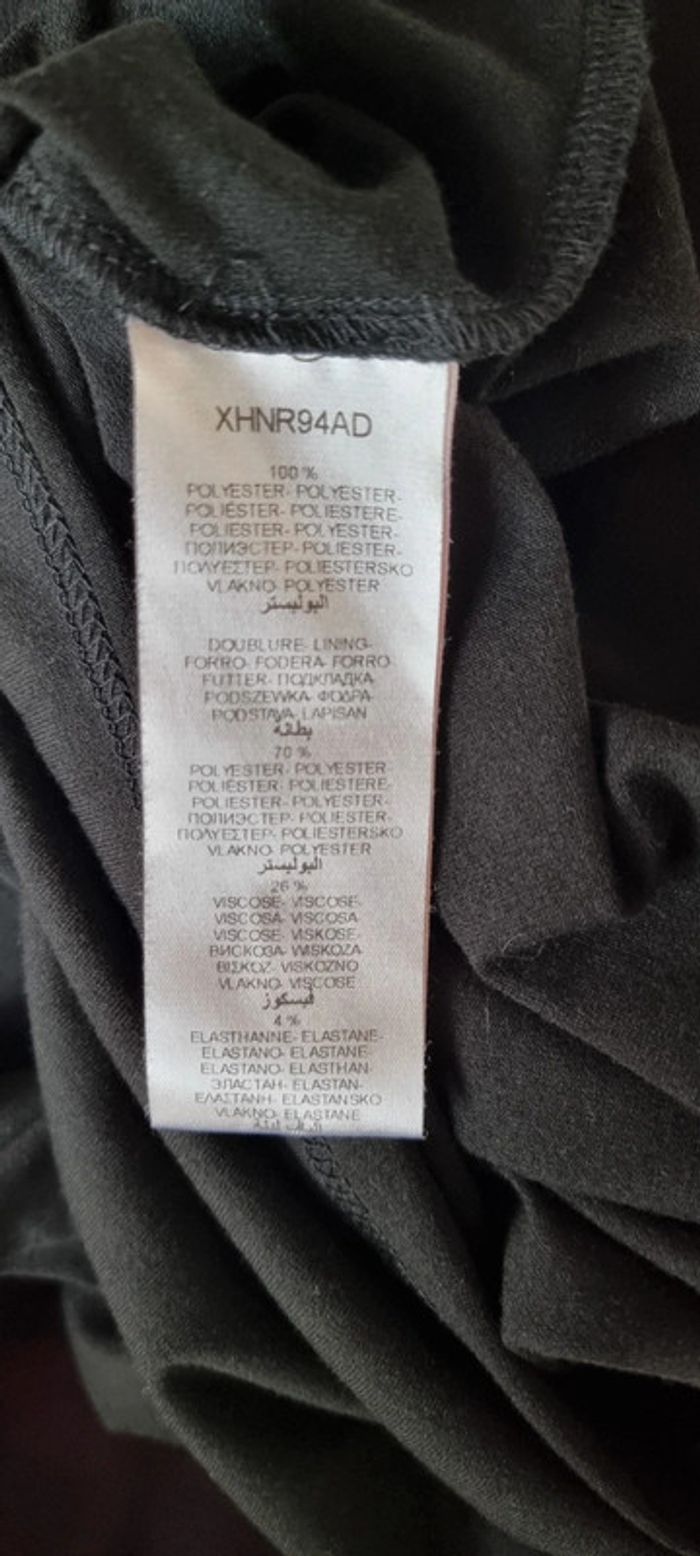 XHNR94AD
100 %
POLYESTER- POLYESTER-
POLIÉSTER- POLIESTERE-
POLIESTER- POLYESTER-
ПОЛИЭСТЕР- POLIESTER-
ΠΟΛΥΕΣΤΕΡ- POLIESTERSKO
VLAKNO- POLYESTER
البوليستر
DOUBLURE- LINING-
FORRO- FODERA- FORRO
FUTTER- ПОДКЛАДКА-
PODSZEWKA- ΦΟΔΡΑ-
PODSTAVA- LAPISAN
بطانة
70 %
POLYESTER- POLYESTER-
POLIÉSTER- POLIESTERE-
POLIESTER- POLYESTER-
ПОЛИЭСТЕР- POLIESTER-
ΠΟΛΥΕΣΤΕΡ- POLIESTERSKO
VLAKNO- POLYESTER
البوليستر
26 %
VISCOSE- VISCOSE-
VISCOSA- VISCOSA
VISCOSE- VISKOSE-
ВИСКОЗА- WISKOZA-
ΒΙΣΚΟΖ- VISKOZNO
VLAKNO- VISCOSE
فيسكوز
4 %
ELASTHANNE- ELASTANE-
ELASTANO- ELASTANE-
ELASTANO- ELASTHAN-
ЭЛАСТАН- ELASTAN-
ΕΛΑΣΤΑΝΗ- ELASTANSKO
VLAKNO- ELASTANE